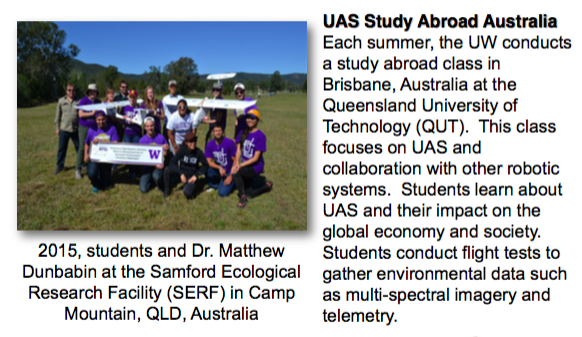 UAS Study Abroad Australia
Each summer, the UW conducts
a study abroad class in
Brisbane, Australia at the
Queensland University of
Technology (QUT).  This class
focuses on UAS and
collaboration with other robotic
systems.  Students learn about
UAS and their impact on the
global economy and society.
Students conduct flight tests to
gather environmental data such
as multi-spectral imagery and
telemetry.
W
2015, students and Dr. Matthew
Dunbabin at the Samford Ecological
Research Facility (SERF) in Camp
Mountain, QLD, Australia